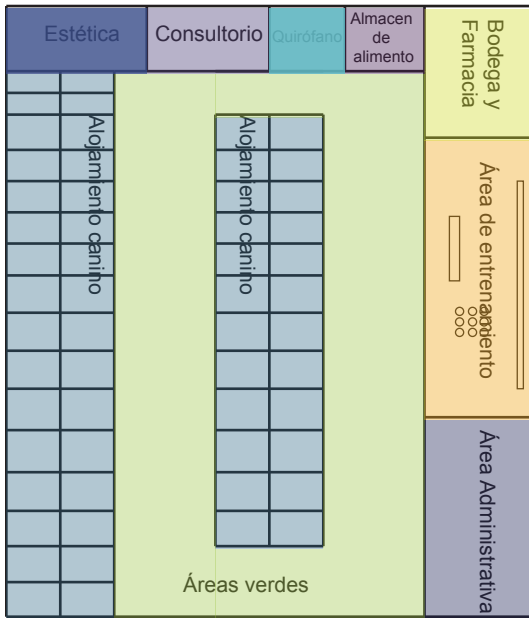 Estética
Consultorio
Quirófano
Almacen
de
alimento
Bodega y
Farmacia
Alojamiento canino
Alojamiento canino
Área de entrenamiento
Área Administrativa
Áreas verdes